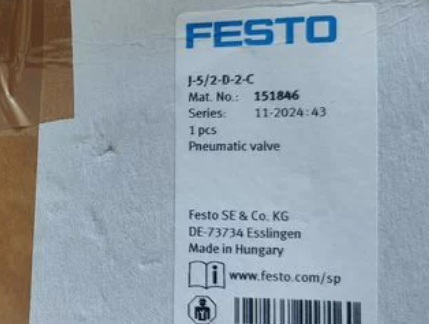 FESTO
J-5/2-D-2-C
Mat. No.: 151846
Series: 11-2024:43
1 pcs
Pneumatic valve
Festo SE & Co. KG
DE-73734 Esslingen
Made in Hungary
i www.festo.com/sp